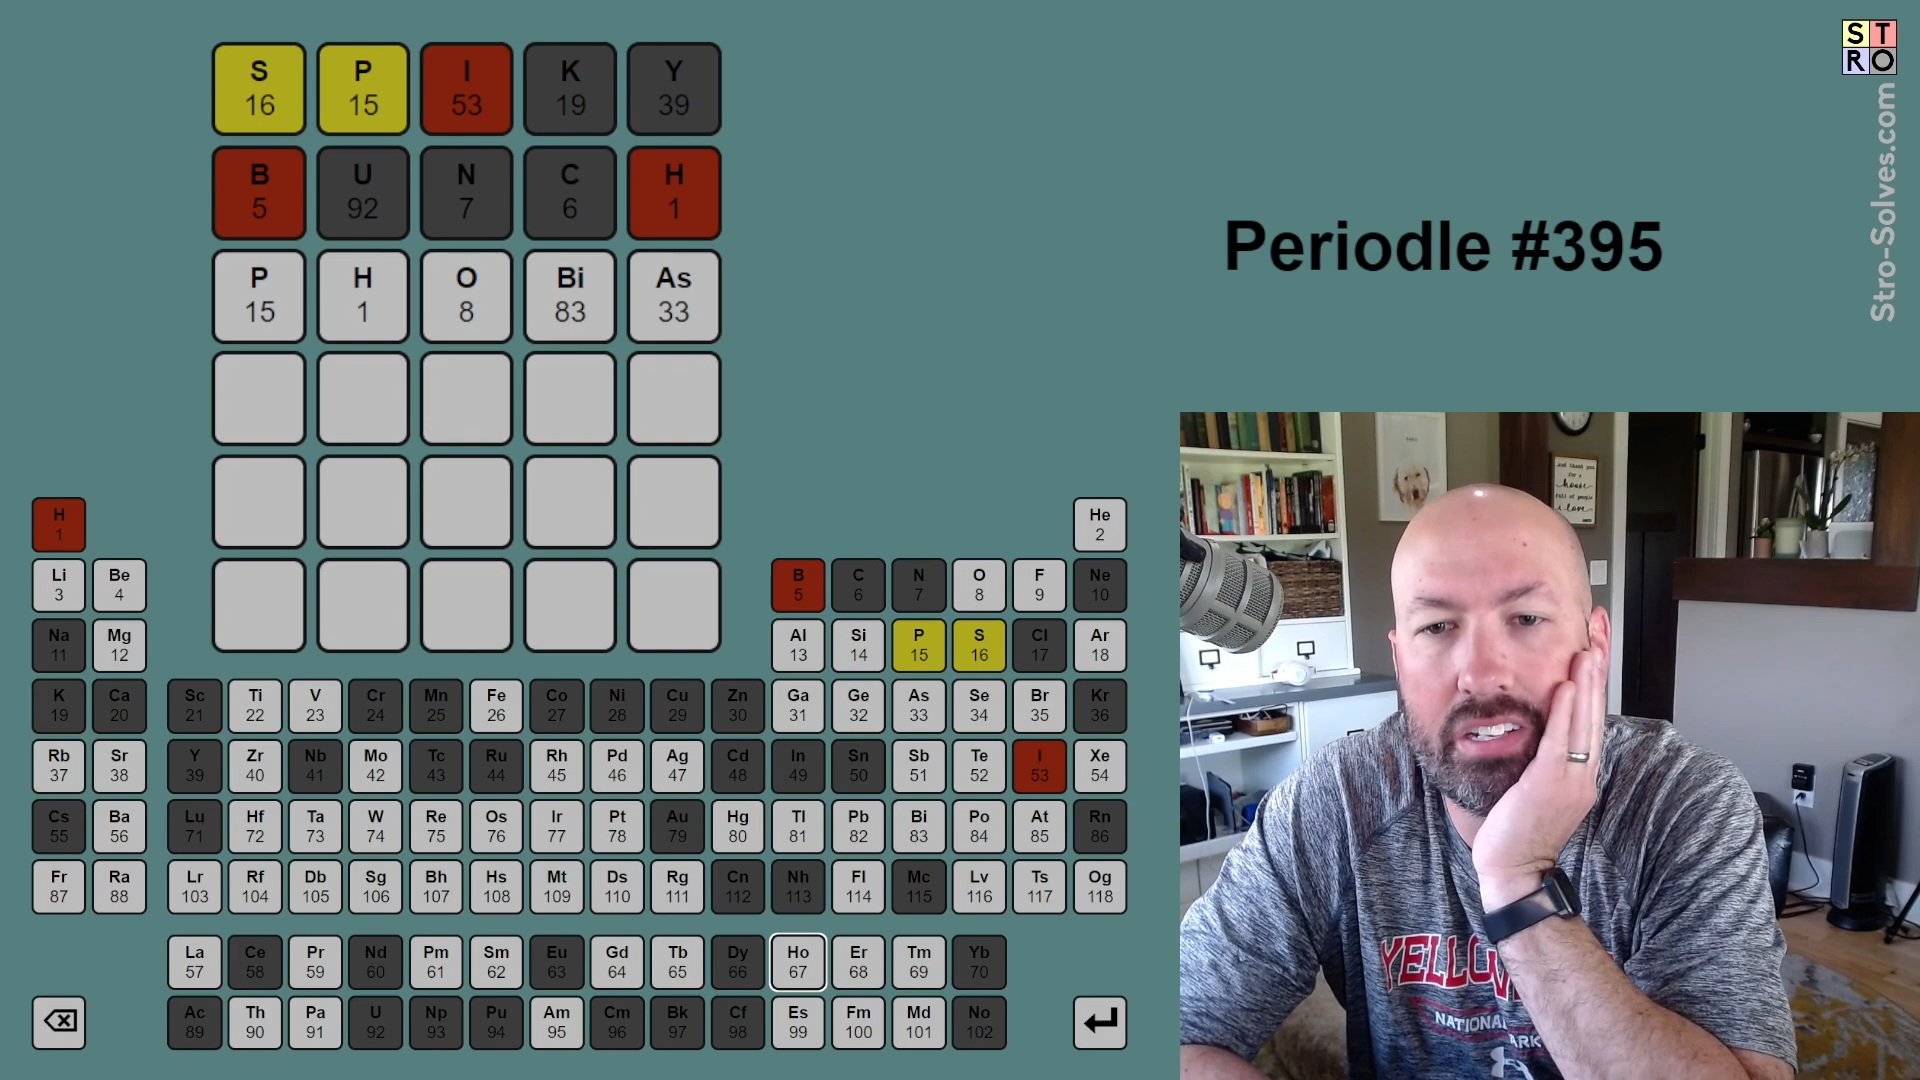 S P I K Y
16 15 53 19 39
B U N C H
5 92 7 6 1
P H O Bi As
15 1 8 83 33
Periodle #395
S T
R O
Stro-Solves.com
H He
1 2
Li Be B C N O F Ne
3 4 5 6 7 8 9 10
Na Mg Al Si P S Cl Ar
11 12 13 14 15 16 17 18
K Ca Sc Ti V Cr Mn Fe Co Ni Cu Zn Ga Ge As Se Br Kr
19 20 21 22 23 24 25 26 27 28 29 30 31 32 33 34 35 36
Rb Sr Y Zr Nb Mo Tc Ru Rh Pd Ag Cd In Sn Sb Te I Xe
37 38 39 40 41 42 43 44 45 46 47 48 49 50 51 52 53 54
Cs Ba Lu Hf Ta W Re Os Ir Pt Au Hg Tl Pb Bi Po At Rn
55 56 71 72 73 74 75 76 77 78 79 80 81 82 83 84 85 86
Fr Ra Lr Rf Db Sg Bh Hs Mt Ds Rg Cn Nh Fl Mc Lv Ts Og
87 88 103 104 105 106 107 108 109 110 111 112 113 114 115 116 117 118
La Ce Pr Nd Pm Sm Eu Gd Tb Dy Ho Er Tm Yb
57 58 59 60 61 62 63 64 65 66 67 68 69 70
Ac Th Pa U Np Pu Am Cm Bk Cf Es Fm Md No
89 90 91 92 93 94 95 96 97 98 99 100 101 102
and thank you
for a
house
full of people
i love
YELLOW
NATIONA
ARK